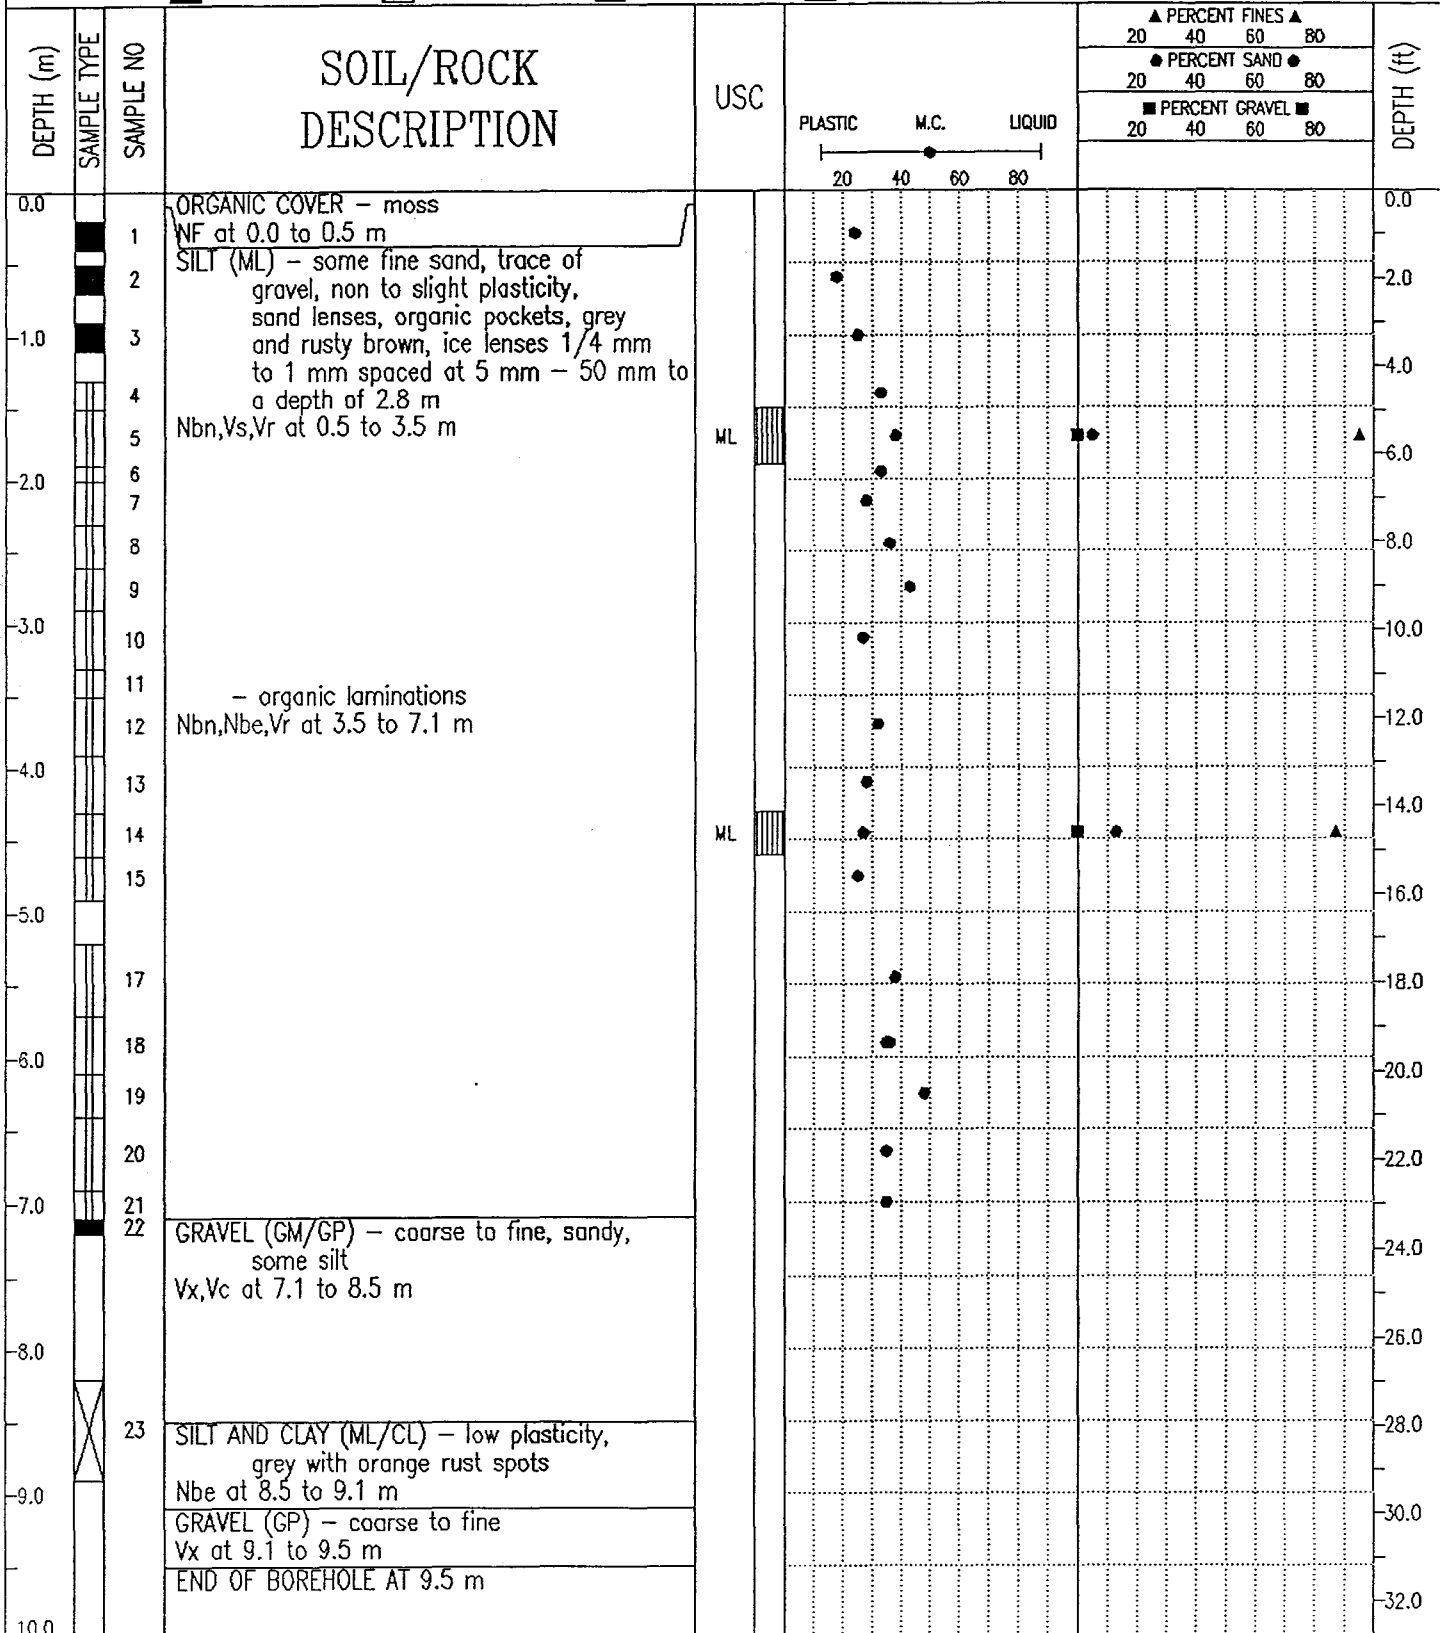 DEPTH (m)
SAMPLE TYPE
SAMPLE NO
SOIL/ROCK
DESCRIPTION
USC
PLASTIC M.C. LIQUID
20 40 60 80
▲ PERCENT FINES ▲
20 40 60 80
● PERCENT SAND ●
20 40 60 80
■ PERCENT GRAVEL ■
20 40 60 80
DEPTH (ft)
0.0
1.0
2.0
3.0
4.0
5.0
6.0
7.0
8.0
9.0
10.0
1
2
3
4
5
6
7
8
9
10
11
12
13
14
15
17
18
19
20
21
22
23
ORGANIC COVER – moss
NF at 0.0 to 0.5 m
SILT (ML) – some fine sand, trace of
gravel, non to slight plasticity,
sand lenses, organic pockets, grey
and rusty brown, ice lenses 1/4 mm
to 1 mm spaced at 5 mm – 50 mm to
a depth of 2.8 m
Nbn,Vs,Vr at 0.5 to 3.5 m
– organic laminations
Nbn,Nbe,Vr at 3.5 to 7.1 m
GRAVEL (GM/GP) – coarse to fine, sandy,
some silt
Vx,Vc at 7.1 to 8.5 m
SILT AND CLAY (ML/CL) – low plasticity,
grey with orange rust spots
Nbe at 8.5 to 9.1 m
GRAVEL (GP) – coarse to fine
Vx at 9.1 to 9.5 m
END OF BOREHOLE AT 9.5 m
ML
ML
0.0
2.0
4.0
6.0
8.0
10.0
12.0
14.0
16.0
18.0
20.0
22.0
24.0
26.0
28.0
30.0
32.0